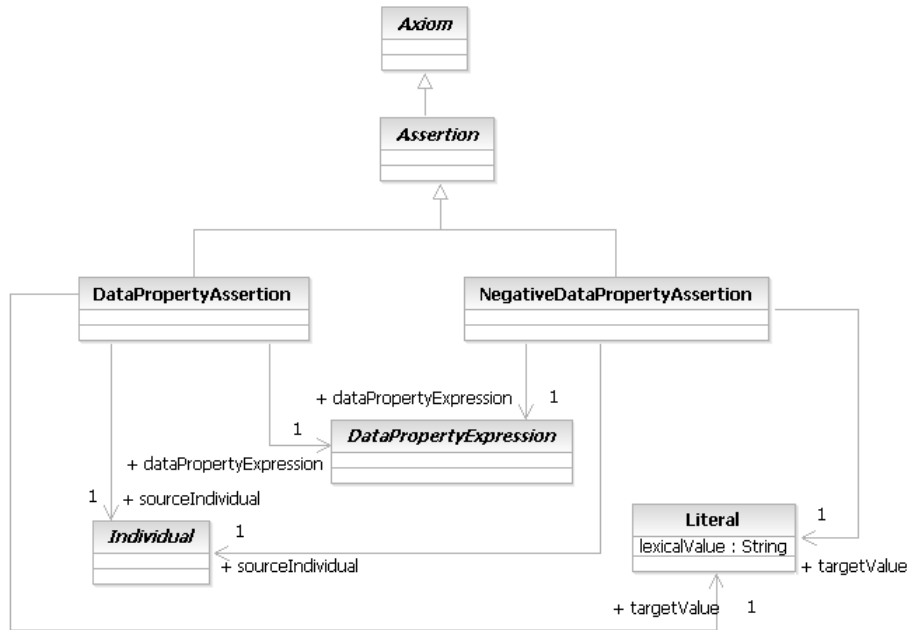 Axiom
Assertion
DataPropertyAssertion
NegativeDataPropertyAssertion
+ dataPropertyExpression
1
1
DataPropertyExpression
+ dataPropertyExpression
1
+ sourceIndividual
Individual
1
+ sourceIndividual
Literal
lexicalValue : String
1
+ targetValue
+ targetValue
1